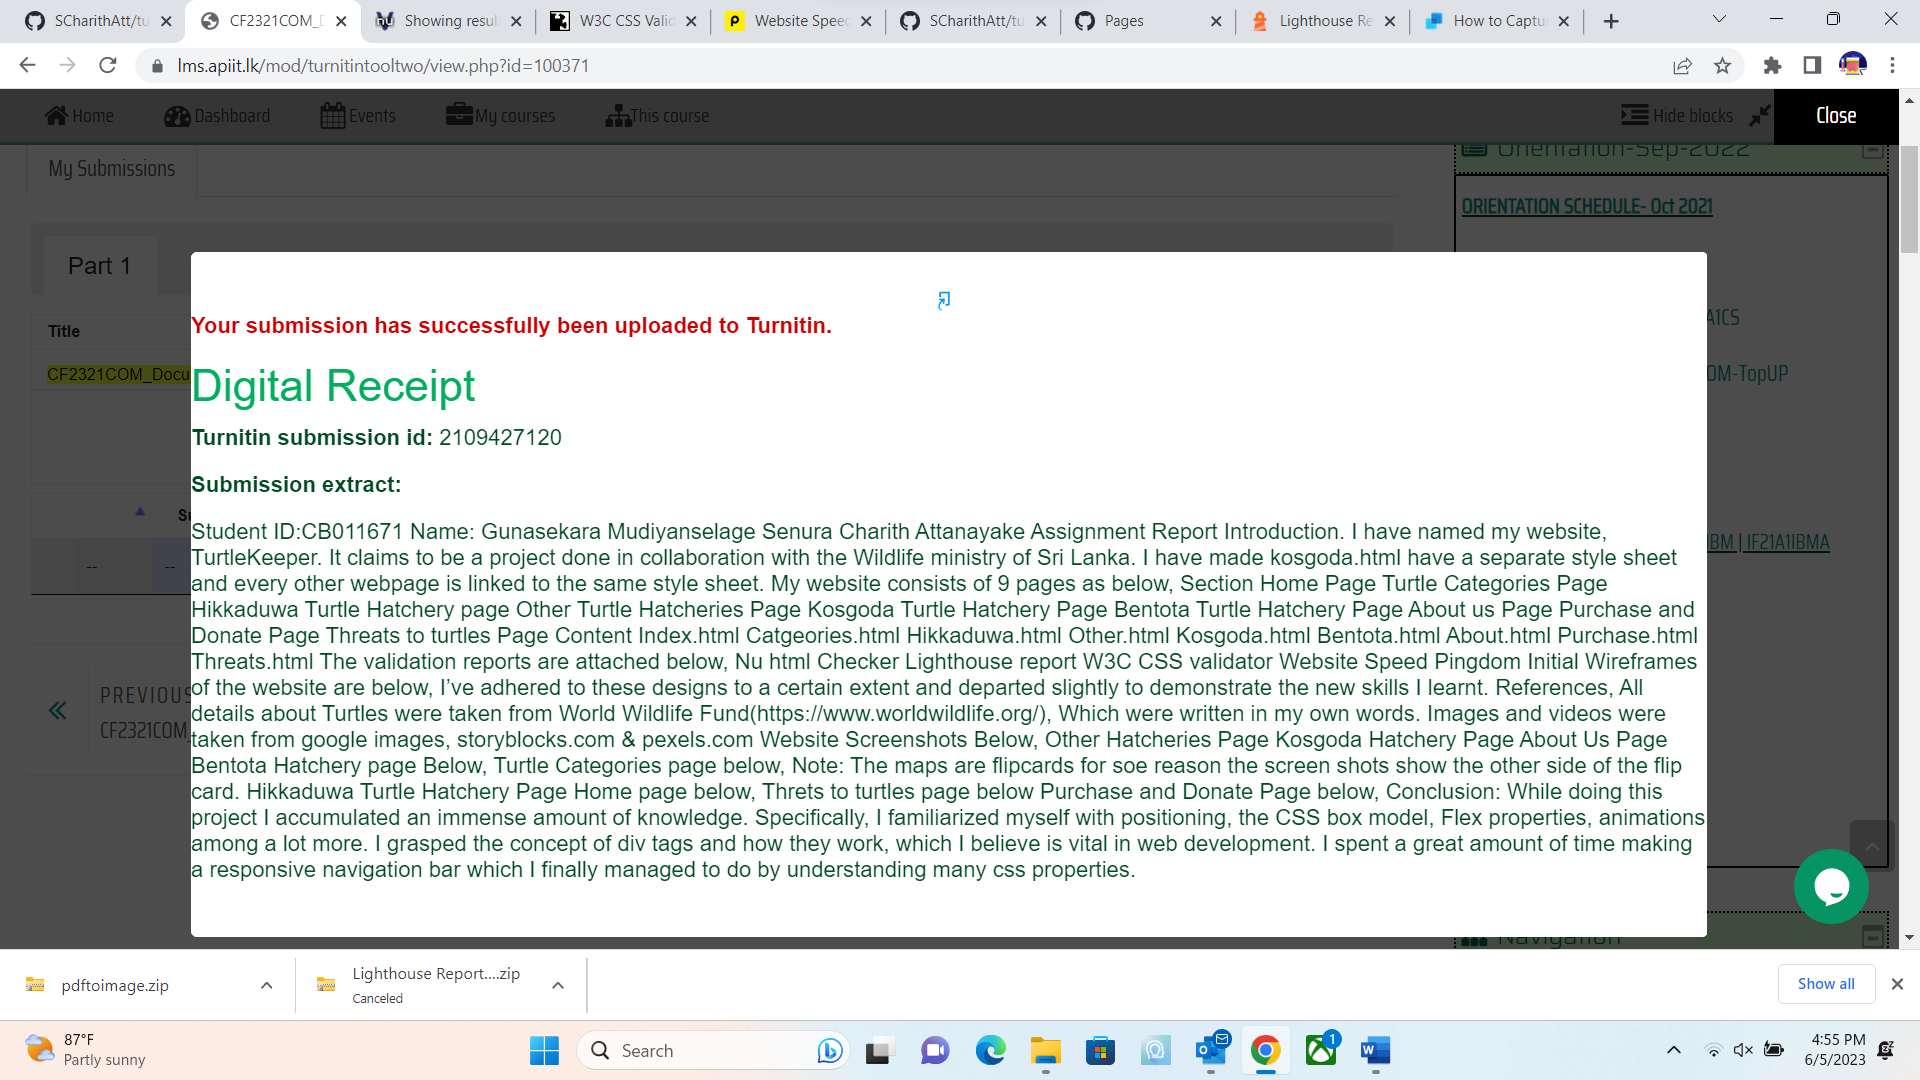 SCharithAtt/tu
CF2321COM_D
Showing resul
W3C CSS Valid
Website Speed
SCharithAtt/tu
Pages
Lighthouse Re
How to Captu
lms.apiit.lk/mod/turnitintooltwo/view.php?id=100371
Home
Dashboard
Events
My courses
This course
Hide blocks
Close
My Submissions
Orientation-Sep-2022
ORIENTATION SCHEDULE- Oct 2021
Part 1
A1CS
Title
OM-TopUP
CF2321COM_Docu
Your submission has successfully been uploaded to Turnitin.
Digital Receipt
Turnitin submission id: 2109427120
Submission extract:
Su
-- --
IBM | IF21A1IBMA
Student ID:CB011671 Name: Gunasekara Mudiyanselage Senura Charith Attanayake Assignment Report Introduction. I have named my website,
TurtleKeeper. It claims to be a project done in collaboration with the Wildlife ministry of Sri Lanka. I have made kosgoda.html have a separate style sheet
and every other webpage is linked to the same style sheet. My website consists of 9 pages as below, Section Home Page Turtle Categories Page
Hikkaduwa Turtle Hatchery page Other Turtle Hatcheries Page Kosgoda Turtle Hatchery Page Bentota Turtle Hatchery Page About us Page Purchase and
Donate Page Threats to turtles Page Content Index.html Catgeories.html Hikkaduwa.html Other.html Kosgoda.html Bentota.html About.html Purchase.html
Threats.html The validation reports are attached below, Nu html Checker Lighthouse report W3C CSS validator Website Speed Pingdom Initial Wireframes
of the website are below, I’ve adhered to these designs to a certain extent and departed slightly to demonstrate the new skills I learnt. References, All
details about Turtles were taken from World Wildlife Fund(https://www.worldwildlife.org/), Which were written in my own words. Images and videos were
taken from google images, storyblocks.com & pexels.com Website Screenshots Below, Other Hatcheries Page Kosgoda Hatchery Page About Us Page
Bentota Hatchery page Below, Turtle Categories page below, Note: The maps are flipcards for soe reason the screen shots show the other side of the flip
card. Hikkaduwa Turtle Hatchery Page Home page below, Threts to turtles page below Purchase and Donate Page below, Conclusion: While doing this
project I accumulated an immense amount of knowledge. Specifically, I familiarized myself with positioning, the CSS box model, Flex properties, animations
among a lot more. I grasped the concept of div tags and how they work, which I believe is vital in web development. I spent a great amount of time making
a responsive navigation bar which I finally managed to do by understanding many css properties.
PREVIOUS
CF2321COM_
Navigation
pdftoimage.zip
Lighthouse Report....zip
Canceled
Show all
87°F
Partly sunny
Search
1
4:55 PM
6/5/2023